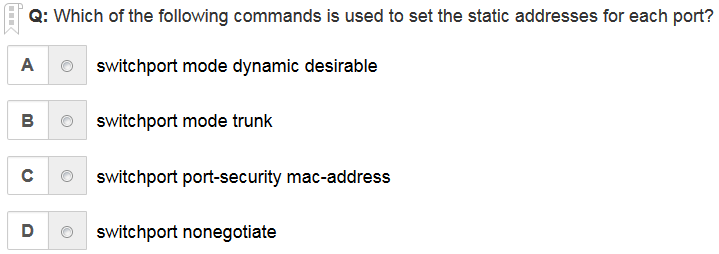 Q: Which of the following commands is used to set the static addresses for each port?
A switchport mode dynamic desirable
B switchport mode trunk
C switchport port-security mac-address
D switchport nonegotiate